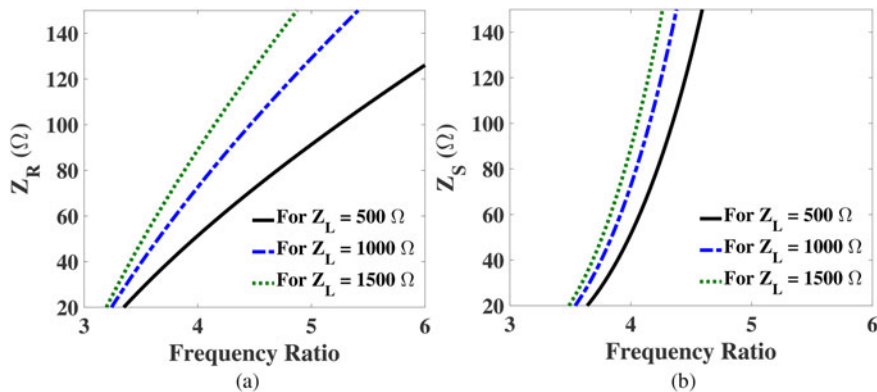 140
120
100
80
60
40
20
Z_R (Ω)
For Z_L = 500 Ω
For Z_L = 1000 Ω
For Z_L = 1500 Ω
3 4 5 6
Frequency Ratio
(a)
140
120
100
80
60
40
20
Z_S (Ω)
For Z_L = 500 Ω
For Z_L = 1000 Ω
For Z_L = 1500 Ω
3 4 5 6
Frequency Ratio
(b)